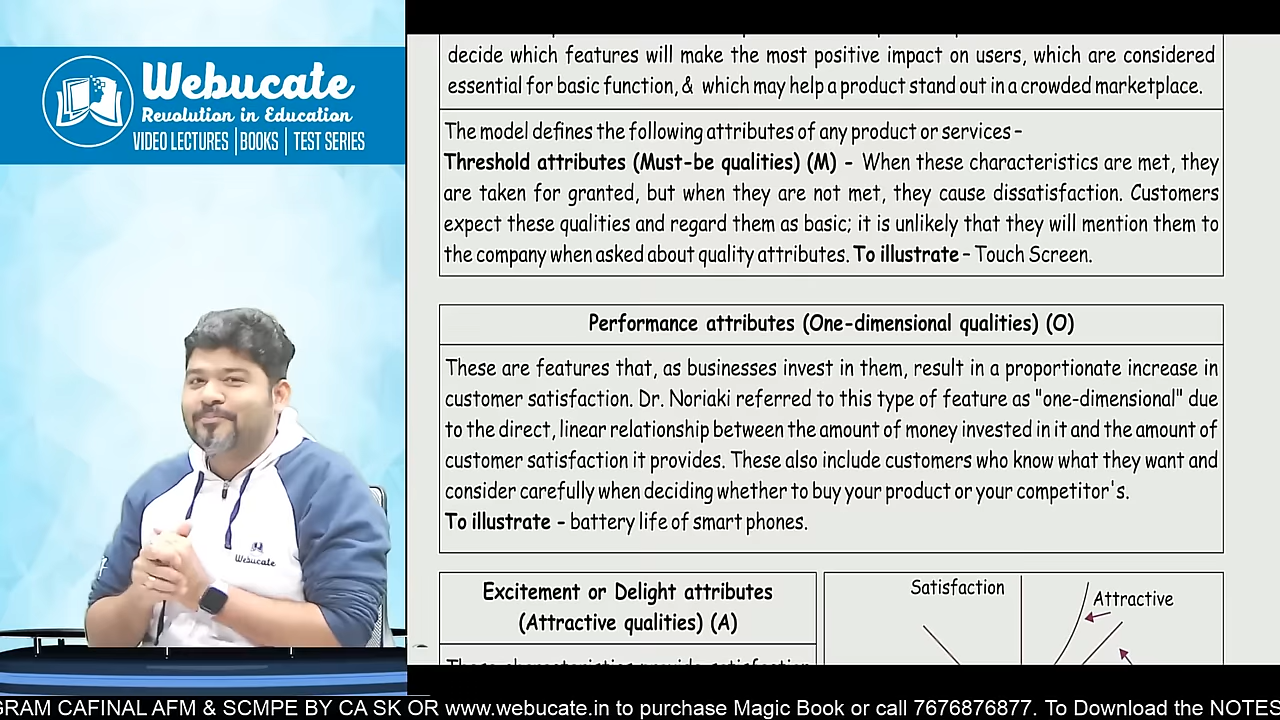 Webucate
Revolution in Education
VIDEO LECTURES | BOOKS | TEST SERIES
decide which features will make the most positive impact on users, which are considered
essential for basic function, & which may help a product stand out in a crowded marketplace.
The model defines the following attributes of any product or services –
Threshold attributes (Must-be qualities) (M) – When these characteristics are met, they
are taken for granted, but when they are not met, they cause dissatisfaction. Customers
expect these qualities and regard them as basic; it is unlikely that they will mention them to
the company when asked about quality attributes. To illustrate – Touch Screen.
Performance attributes (One-dimensional qualities) (O)
These are features that, as businesses invest in them, result in a proportionate increase in
customer satisfaction. Dr. Noriaki referred to this type of feature as "one-dimensional" due
to the direct, linear relationship between the amount of money invested in it and the amount of
customer satisfaction it provides. These also include customers who know what they want and
consider carefully when deciding whether to buy your product or your competitor's.
To illustrate – battery life of smart phones.
Excitement or Delight attributes
(Attractive qualities) (A)
Satisfaction
Attractive
Webucate
GRAM CAFINAL AFM & SCMPE BY CA SK OR www.webucate.in to purchase Magic Book or call 7676876877. To Download the NOTES